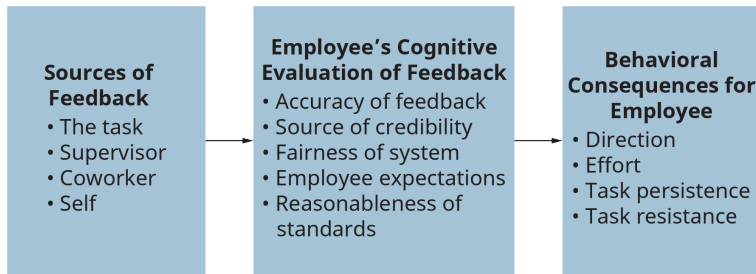 Sources of
Feedback
• The task
• Supervisor
• Coworker
• Self
Employee’s Cognitive
Evaluation of Feedback
• Accuracy of feedback
• Source of credibility
• Fairness of system
• Employee expectations
• Reasonableness of
standards
Behavioral
Consequences for
Employee
• Direction
• Effort
• Task persistence
• Task resistance